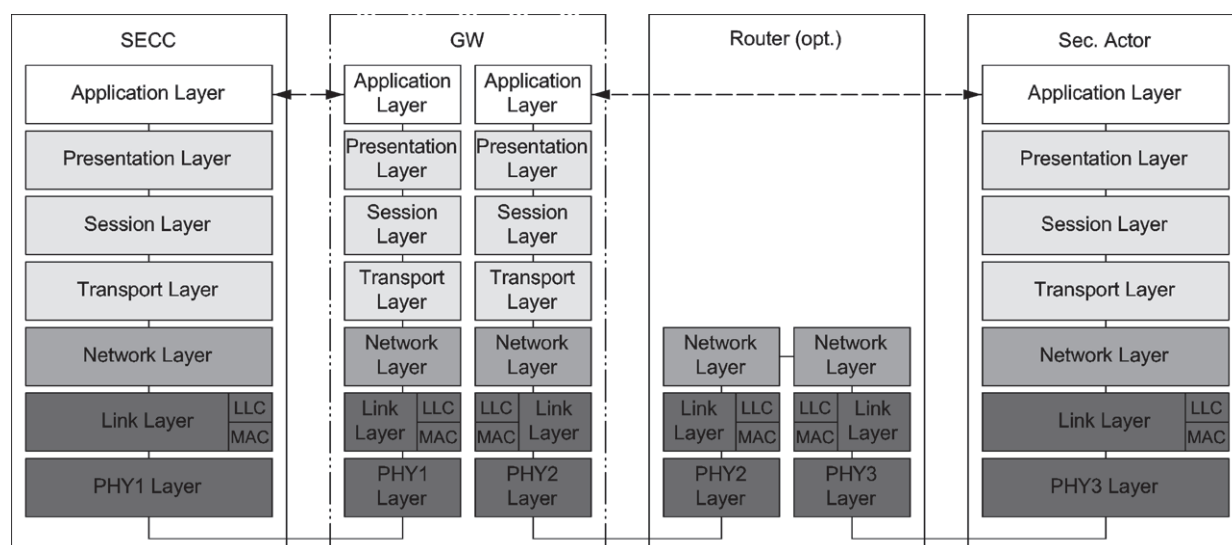 SECC
Application Layer
Presentation Layer
Session Layer
Transport Layer
Network Layer
Link Layer
LLC
MAC
PHY1 Layer
GW
Application
Layer
Presentation
Layer
Session
Layer
Transport
Layer
Network
Layer
Link
Layer
LLC
MAC
PHY1
Layer
Application
Layer
Presentation
Layer
Session
Layer
Transport
Layer
Network
Layer
LLC
MAC
Link
Layer
PHY2
Layer
Router (opt.)
Network
Layer
Link
Layer
LLC
MAC
PHY2
Layer
Network
Layer
LLC
MAC
Link
Layer
PHY3
Layer
Sec. Actor
Application Layer
Presentation Layer
Session Layer
Transport Layer
Network Layer
Link Layer
LLC
MAC
PHY3 Layer